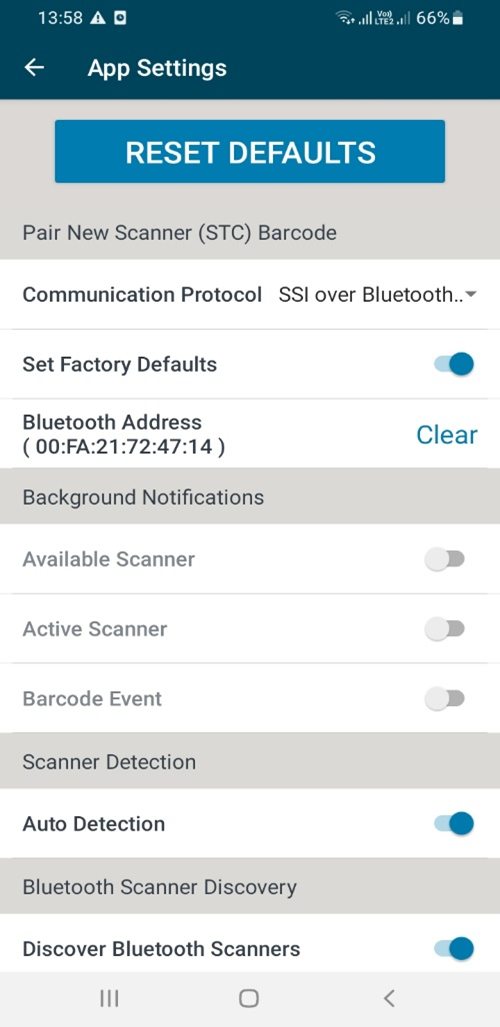 13:58 Vo)) LTE2 66%
App Settings
RESET DEFAULTS
Pair New Scanner (STC) Barcode
Communication Protocol SSI over Bluetooth..
Set Factory Defaults
Bluetooth Address
( 00:FA:21:72:47:14 )
Clear
Background Notifications
Available Scanner
Active Scanner
Barcode Event
Scanner Detection
Auto Detection
Bluetooth Scanner Discovery
Discover Bluetooth Scanners